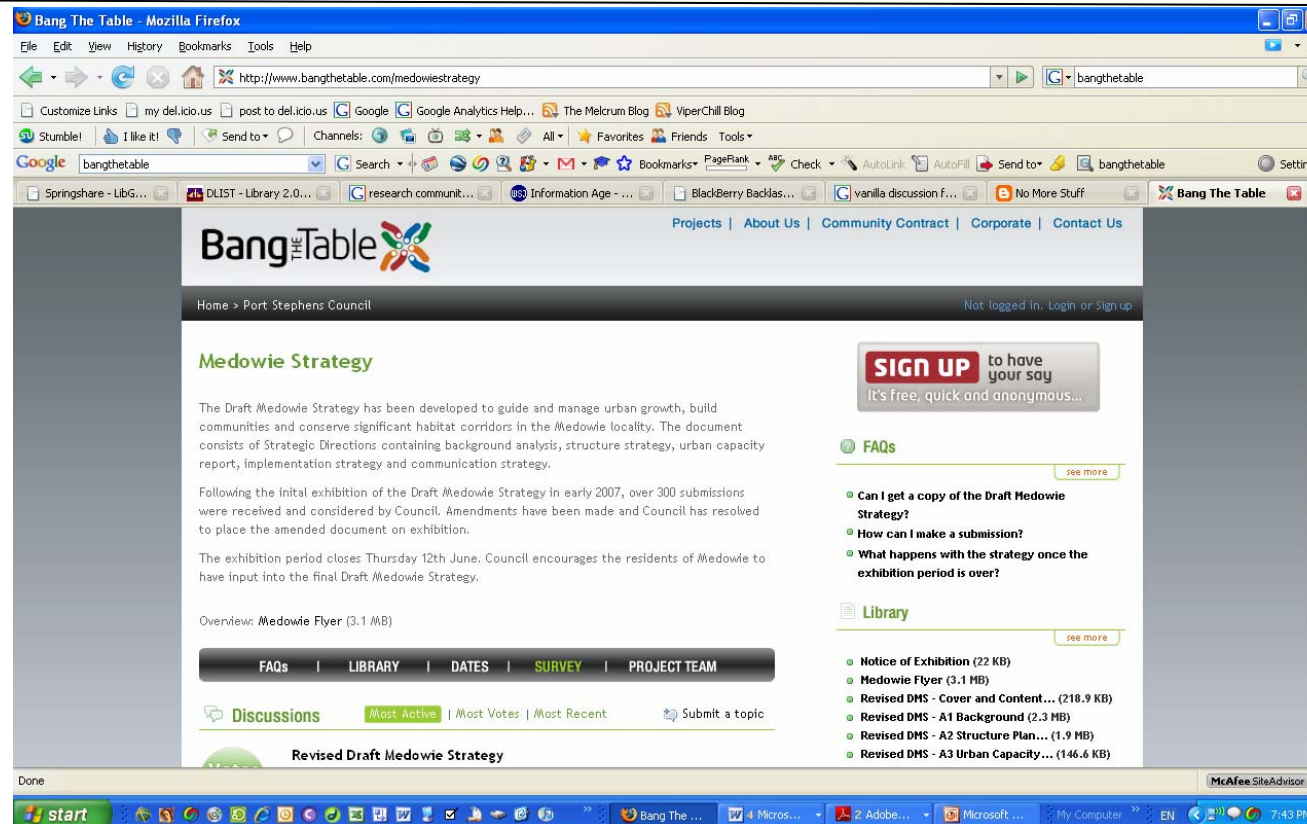 Bang The Table - Mozilla Firefox
File Edit View History Bookmarks Tools Help
http://www.bangthetable.com/medowiestrategy
bangthetable
Customize Links my del.icio.us post to del.icio.us Google Google Analytics Help... The Melcrum Blog ViperChill Blog
Stumble! I like it! Send to Channels: All Favorites Friends Tools
Google bangthetable Search Bookmarks PageRank Check AutoLink AutoFill Send to bangthetable
Springshare - LibG... DLIST - Library 2.0... research communit... Information Age - ... BlackBerry Backlas... vanilla discussion f... No More Stuff Bang The Table
Projects | About Us | Community Contract | Corporate | Contact Us
Bang THE Table
Home > Port Stephens Council
Not logged in. Login or Sign up
Medowie Strategy
The Draft Medowie Strategy has been developed to guide and manage urban growth, build
communities and conserve significant habitat corridors in the Medowie locality. The document
consists of Strategic Directions containing background analysis, structure strategy, urban capacity
report, implementation strategy and communication strategy.
Following the inital exhibition of the Draft Medowie Strategy in early 2007, over 300 submissions
were received and considered by Council. Amendments have been made and Council has resolved
to place the amended document on exhibition.
The exhibition period closes Thursday 12th June. Council encourages the residents of Medowie to
have input into the final Draft Medowie Strategy.
Overview: Medowie Flyer (3.1 MB)
FAQs | LIBRARY | DATES | SURVEY | PROJECT TEAM
Discussions Most Active | Most Votes | Most Recent Submit a topic
Revised Draft Medowie Strategy
SIGN UP to have your say
It's free, quick and anonymous...
FAQs
see more
Can I get a copy of the Draft Medowie
Strategy?
How can I make a submission?
What happens with the strategy once the
exhibition period is over?
Library
see more
Notice of Exhibition (22 KB)
Medowie Flyer (3.1 MB)
Revised DMS - Cover and Content... (218.9 KB)
Revised DMS - A1 Background (2.3 MB)
Revised DMS - A2 Structure Plan... (1.9 MB)
Revised DMS - A3 Urban Capacity... (146.6 KB)
Done
McAfee SiteAdvisor
start Bang The ... 4 Micros... 2 Adobe... Microsoft ... My Computer EN 7:43 PM